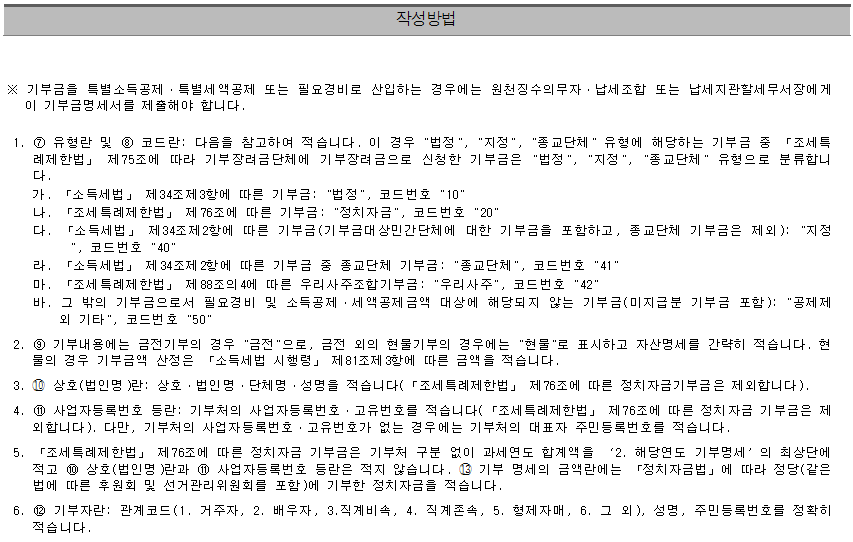 작성방법
※ 기부금을 특별소득공제ㆍ특별세액공제 또는 필요경비로 산입하는 경우에는 원천징수의무자ㆍ납세조합 또는 납세지관할세무서장에게
이 기부금명세서를 제출해야 합니다.
1. ⑦ 유형란 및 ⑧ 코드란: 다음을 참고하여 적습니다. 이 경우 "법정", "지정", "종교단체" 유형에 해당하는 기부금 중 「조세특
례제한법」 제75조에 따라 기부장려금단체에 기부장려금으로 신청한 기부금은 "법정", "지정", "종교단체" 유형으로 분류합니
다.
가. 「소득세법」 제34조제3항에 따른 기부금: "법정", 코드번호 "10"
나. 「조세특례제한법」 제76조에 따른 기부금: "정치자금", 코드번호 "20"
다. 「소득세법」 제34조제2항에 따른 기부금(기부금대상민간단체에 대한 기부금을 포함하고, 종교단체 기부금은 제외): "지정
", 코드번호 "40"
라. 「소득세법」 제34조제2항에 따른 기부금 중 종교단체 기부금: "종교단체", 코드번호 "41"
마. 「조세특례제한법」 제88조의4에 따른 우리사주조합기부금: "우리사주", 코드번호 "42"
바. 그 밖의 기부금으로서 필요경비 및 소득공제ㆍ세액공제금액 대상에 해당되지 않는 기부금(미지급분 기부금 포함): "공제제
외 기타", 코드번호 "50"
2. ⑨ 기부내용에는 금전기부의 경우 "금전"으로, 금전 외의 현물기부의 경우에는 "현물"로 표시하고 자산명세를 간략히 적습니다. 현
물의 경우 기부금액 산정은 「소득세법 시행령」 제81조제3항에 따른 금액을 적습니다.
3. ⑩ 상호(법인명)란: 상호ㆍ법인명ㆍ단체명ㆍ성명을 적습니다(「조세특례제한법」 제76조에 따른 정치자금기부금은 제외합니다).
4. ⑪ 사업자등록번호 등란: 기부처의 사업자등록번호ㆍ고유번호를 적습니다(「조세특례제한법」 제76조에 따른 정치자금 기부금은 제
외합니다). 다만, 기부처의 사업자등록번호ㆍ고유번호가 없는 경우에는 기부처의 대표자 주민등록번호를 적습니다.
5. 「조세특례제한법」 제76조에 따른 정치자금 기부금은 기부처 구분 없이 과세연도 합계액을 ‘2. 해당연도 기부명세’의 최상단에
적고 ⑩ 상호(법인명)란과 ⑪ 사업자등록번호 등란은 적지 않습니다. ⑬ 기부 명세의 금액란에는 「정치자금법」에 따라 정당(같은
법에 따른 후원회 및 선거관리위원회를 포함)에 기부한 정치자금을 적습니다.
6. ⑫ 기부자란: 관계코드(1. 거주자, 2. 배우자, 3.직계비속, 4. 직계존속, 5. 형제자매, 6. 그 외), 성명, 주민등록번호를 정확히
적습니다.